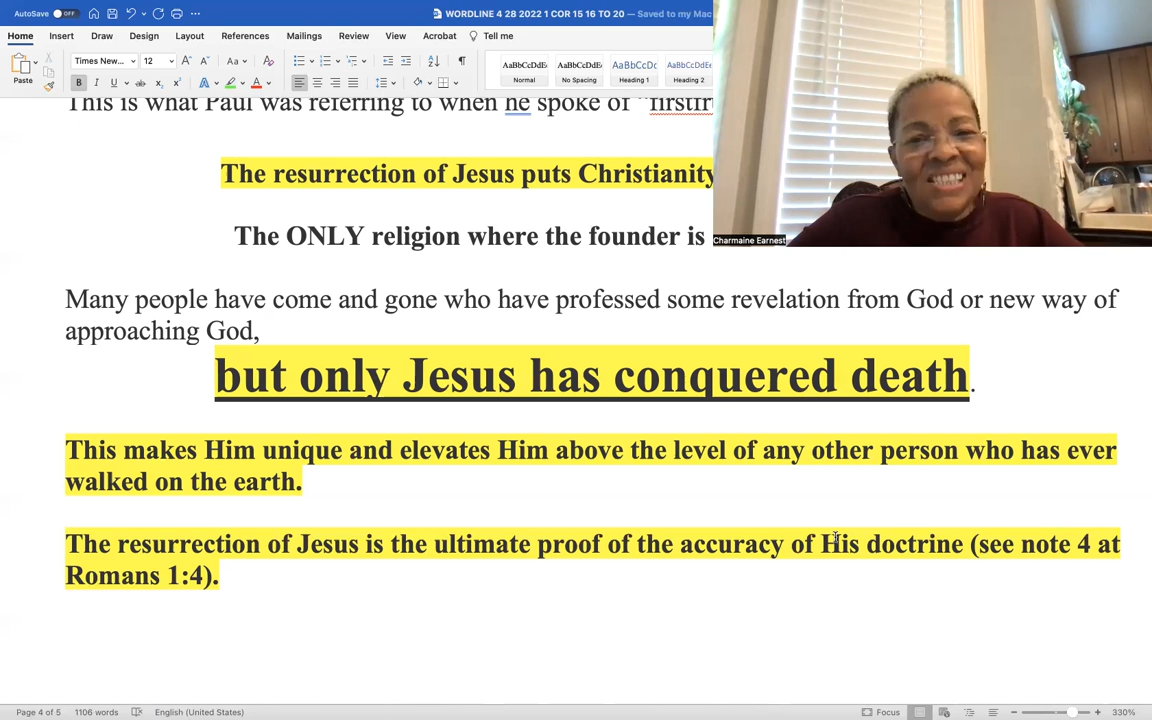 AutoSave OFF WORDLINE 4 28 2022 1 COR 15 16 TO 20 — Saved to my Mac
Home Insert Draw Design Layout References Mailings Review View Acrobat Tell me
Paste Times New... 12 Aa AaBbCcDdEe AaBbCcDdEe AaBbCcDc AaBbCcDdEe
B I U ab x x A A Normal No Spacing Heading 1 Heading 2
This is what Paul was referring to when he spoke of
The resurrection of Jesus puts Christianity
The ONLY religion where the founder is
Charmaine Earnest
Many people have come and gone who have professed some revelation from God or new way of
approaching God,
but only Jesus has conquered death.
This makes Him unique and elevates Him above the level of any other person who has ever
walked on the earth.
The resurrection of Jesus is the ultimate proof of the accuracy of His doctrine (see note 4 at
Romans 1:4).
Page 4 of 5 1106 words English (United States) Focus 330%